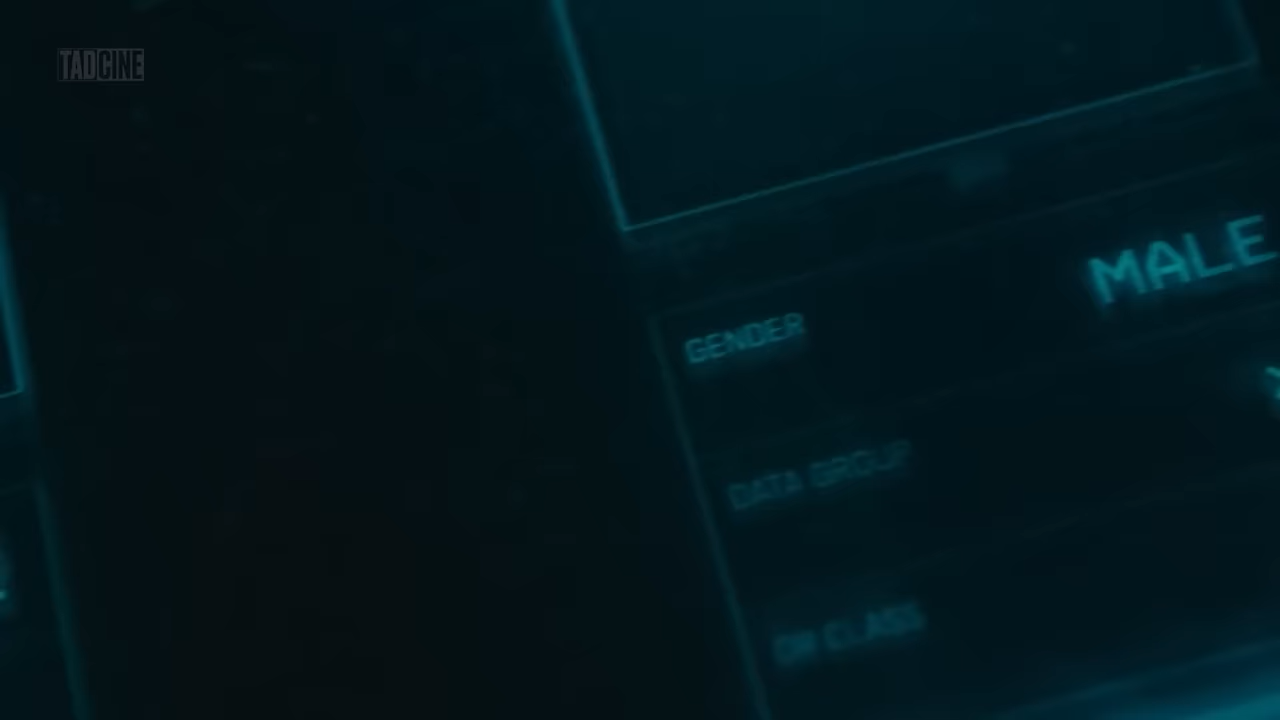 TADCINE
MALE
GENDER
DATA GROUP
CLASS